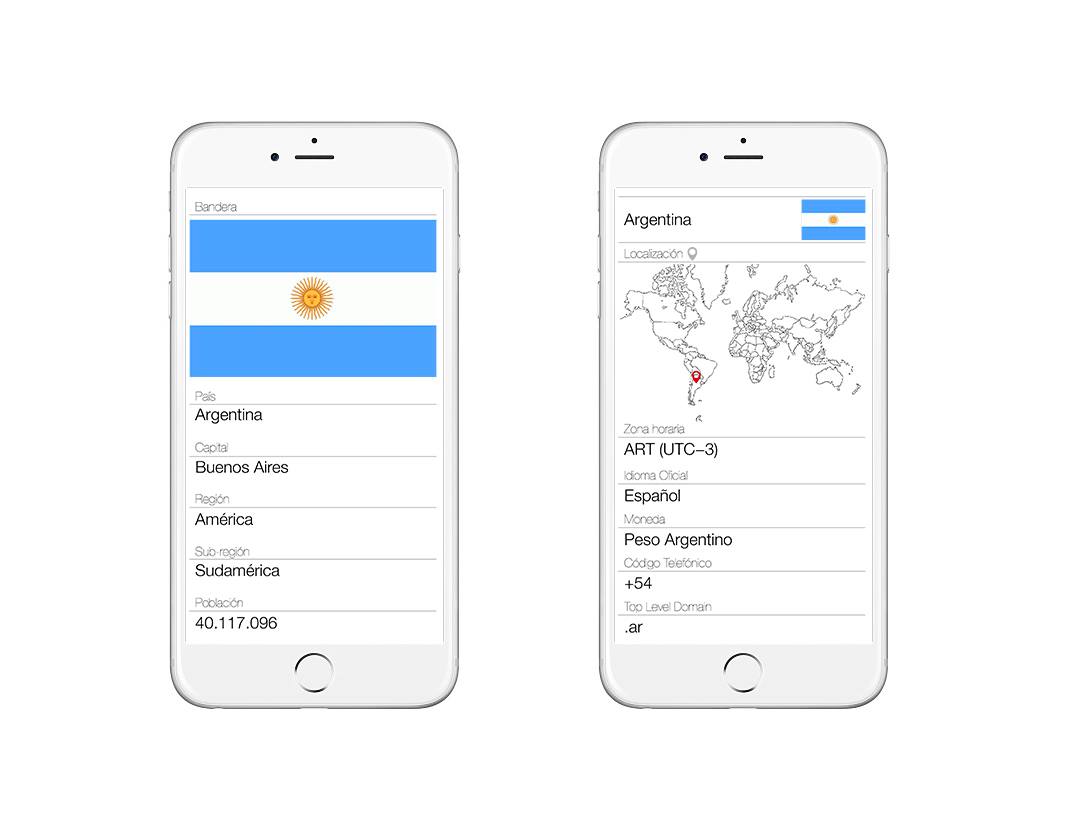 Bandera
País
Argentina
Capital
Buenos Aires
Región
América
Sub-región
Sudamérica
Población
40.117.096
Argentina
Localización
Zona horaria
ART (UTC−3)
Idioma Oficial
Español
Moneda
Peso Argentino
Código Telefónico
+54
Top Level Domain
.ar